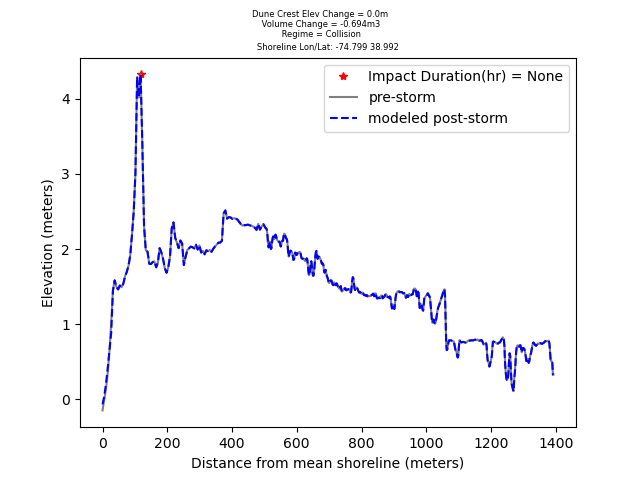 Dune Crest Elev Change = 0.0m
Volume Change = -0.694m3
Regime = Collision
Shoreline Lon/Lat: -74.799 38.992
Impact Duration(hr) = None
pre-storm
modeled post-storm
Elevation (meters)
4
3
2
1
0
0 200 400 600 800 1000 1200 1400
Distance from mean shoreline (meters)